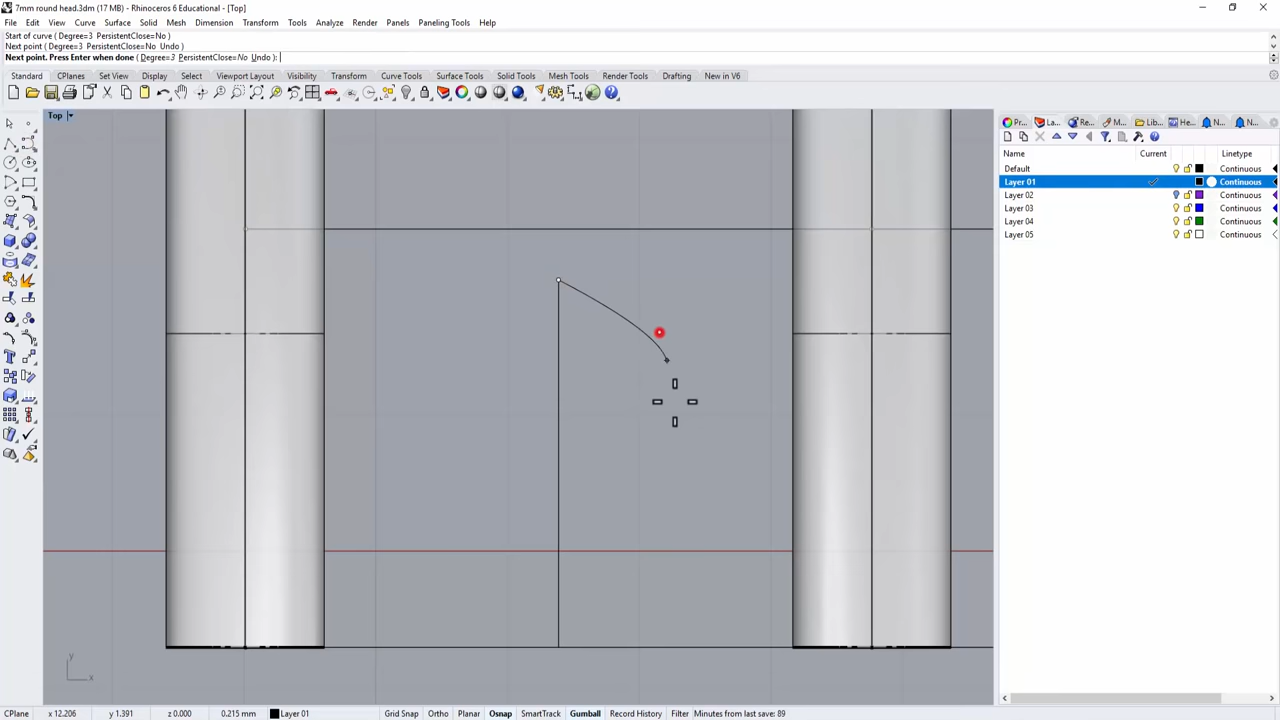 7mm round head.3dm (17 MB) - Rhinoceros 6 Educational - [Top]
File Edit View Curve Surface Solid Mesh Dimension Transform Tools Analyze Render Panels Paneling Tools Help
Start of curve ( Degree=3 PersistentClose=No )
Next point ( Degree=3 PersistentClose=No Undo )
Next point. Press Enter when done ( Degree=3 PersistentClose=No Undo ):
Standard CPlanes Set View Display Select Viewport Layout Visibility Transform Curve Tools Surface Tools Solid Tools Mesh Tools Render Tools Drafting New in V6
Top
Pr... La... Re... M... Lib... He... N... N...
Name Current Linetype
Default Continuous
Layer 01 Continuous
Layer 02 Continuous
Layer 03 Continuous
Layer 04 Continuous
Layer 05 Continuous
y
x
CPlane x 12.206 y 1.391 z 0.000 0.215 mm Layer 01 Grid Snap Ortho Planar Osnap SmartTrack Gumball Record History Filter Minutes from last save: 89